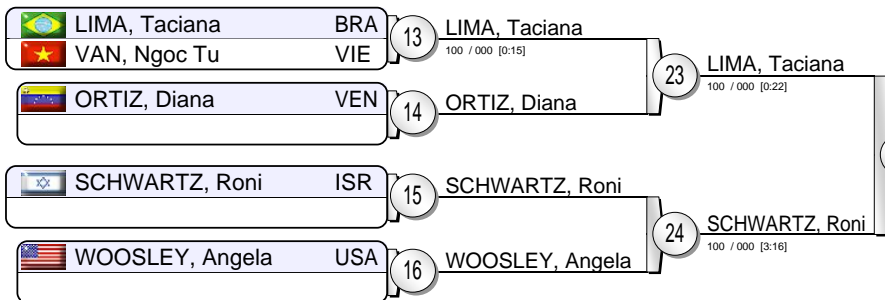 LIMA, Taciana BRA
VAN, Ngoc Tu VIE
13
LIMA, Taciana
100 / 000 [0:15]
ORTIZ, Diana VEN
14
ORTIZ, Diana
23
LIMA, Taciana
100 / 000 [0:22]
SCHWARTZ, Roni ISR
15
SCHWARTZ, Roni
WOOSLEY, Angela USA
16
WOOSLEY, Angela
24
SCHWARTZ, Roni
100 / 000 [3:16]